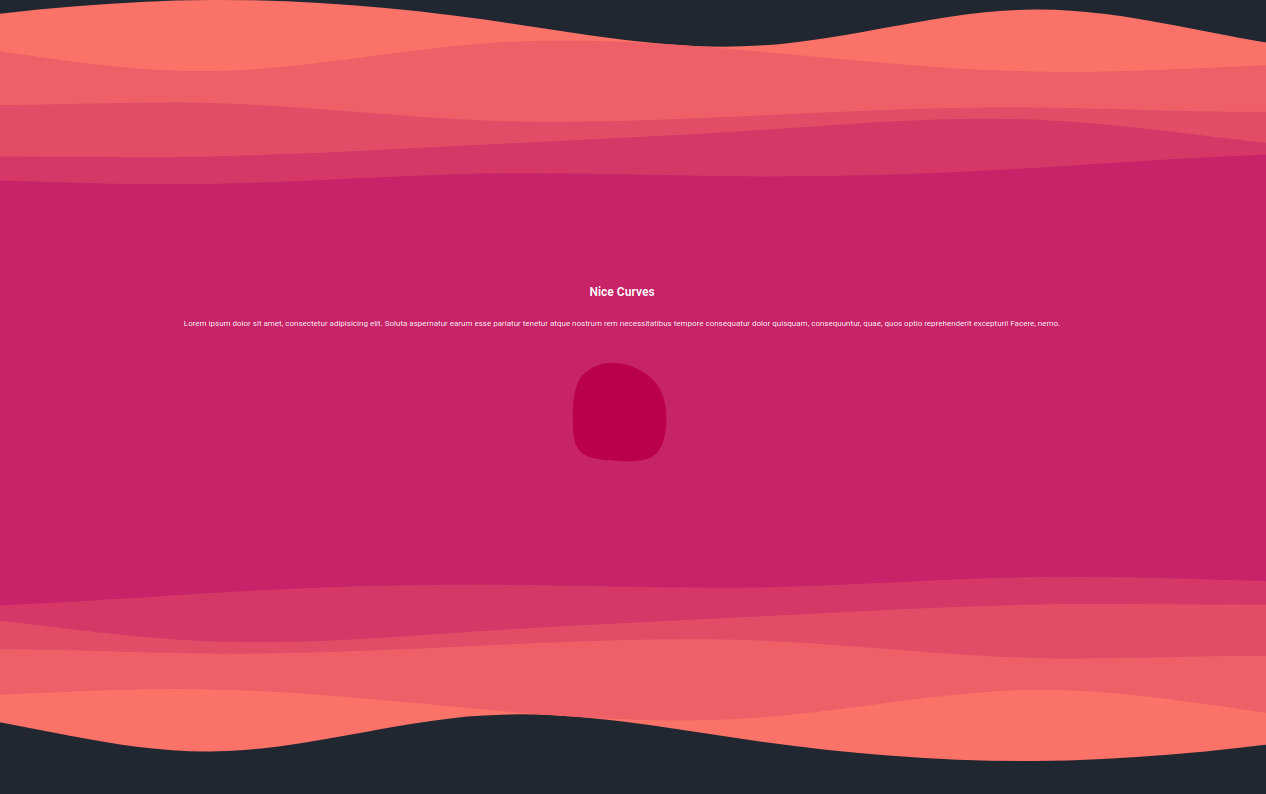 Nice Curves
Lorem ipsum dolor sit amet, consectetur adipisicing elit. Soluta aspernatur earum esse pariatur tenetur atque nostrum rem necessitatibus tempore consequatur dolor quisquam, consequuntur, quae, quos optio reprehenderit excepturi! Facere, nemo.